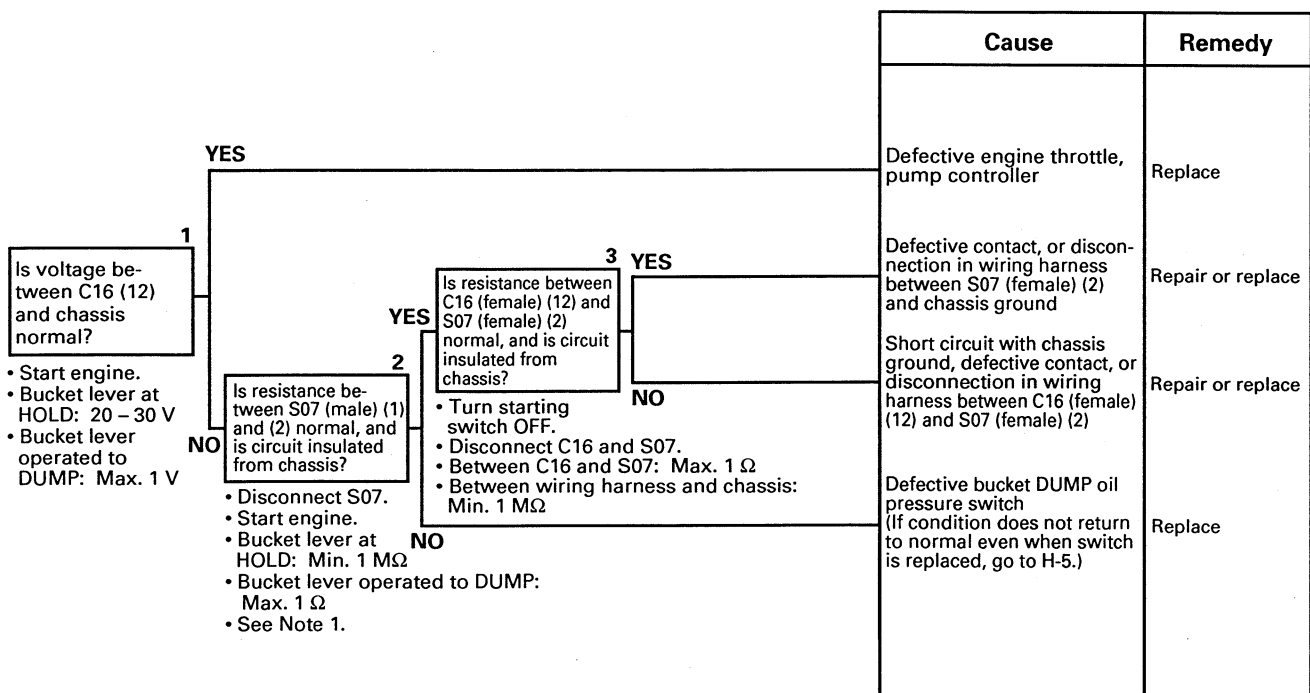 Cause
Remedy
YES
Defective engine throttle,
pump controller
Replace
1
Is voltage be-
tween C16 (12)
and chassis
normal?
• Start engine.
• Bucket lever at
HOLD: 20 – 30 V
• Bucket lever
operated to
DUMP: Max. 1 V
NO
2
Is resistance be-
tween S07 (male) (1)
and (2) normal, and
is circuit insulated
from chassis?
• Disconnect S07.
• Start engine.
• Bucket lever at
HOLD: Min. 1 MΩ
• Bucket lever operated to DUMP:
Max. 1 Ω
• See Note 1.
YES
3
Is resistance between
C16 (female) (12) and
S07 (female) (2)
normal, and is circuit
insulated from
chassis?
• Turn starting
switch OFF.
• Disconnect C16 and S07.
• Between C16 and S07: Max. 1 Ω
• Between wiring harness and chassis:
Min. 1 MΩ
YES
Defective contact, or discon-
nection in wiring harness
between S07 (female) (2)
and chassis ground
Repair or replace
NO
Short circuit with chassis
ground, defective contact, or
disconnection in wiring
harness between C16 (female)
(12) and S07 (female) (2)
Repair or replace
NO
Defective bucket DUMP oil
pressure switch
(If condition does not return
to normal even when switch
is replaced, go to H-5.)
Replace